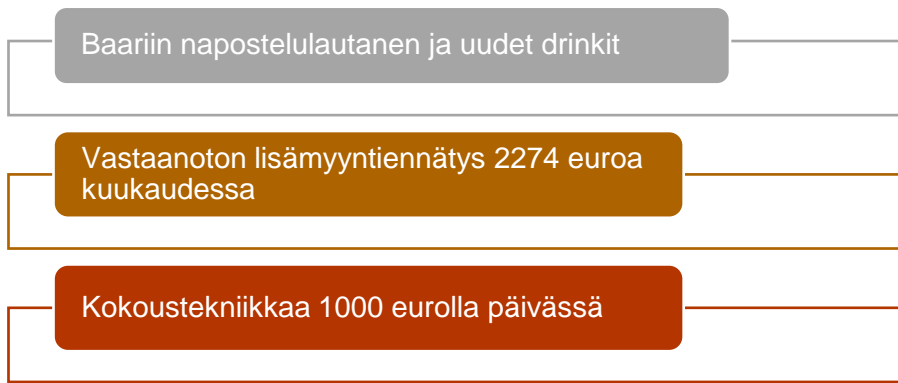 Baariin napostelulautanen ja uudet drinkit
Vastaanoton lisämyyntiennätys 2274 euroa
kuukaudessa
Kokoustekniikkaa 1000 eurolla päivässä